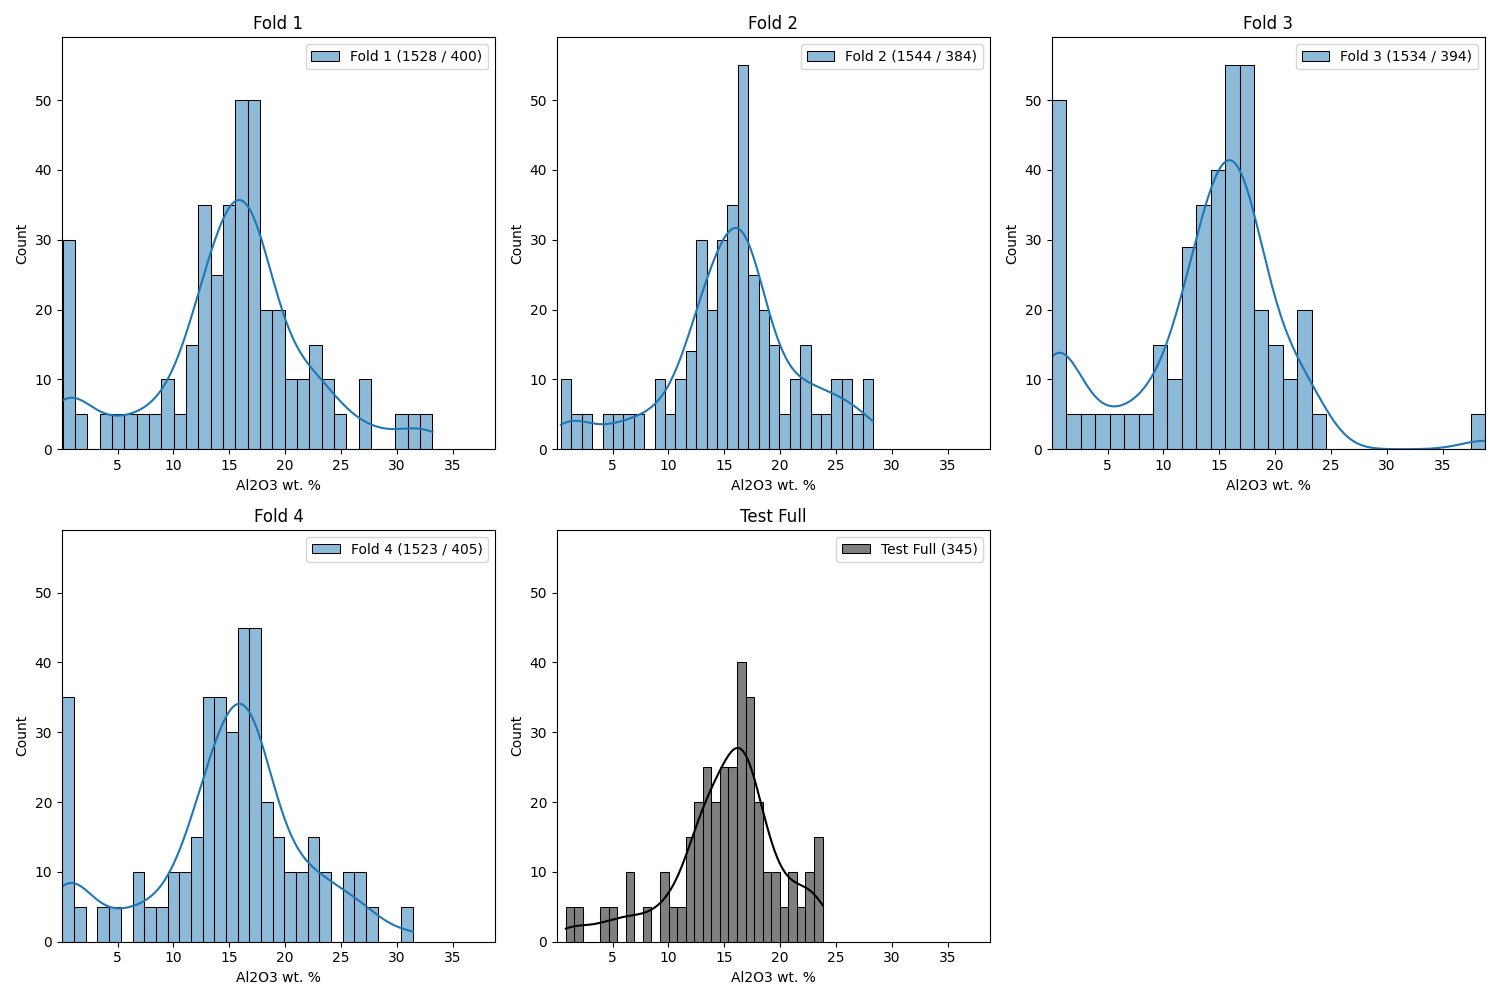 Fold 1
Fold 1 (1528 / 400)
Count
50
40
30
20
10
0
5 10 15 20 25 30 35
Al2O3 wt. %
Fold 2
Fold 2 (1544 / 384)
Count
50
40
30
20
10
0
5 10 15 20 25 30 35
Al2O3 wt. %
Fold 3
Fold 3 (1534 / 394)
Count
50
40
30
20
10
0
5 10 15 20 25 30 35
Al2O3 wt. %
Fold 4
Fold 4 (1523 / 405)
Count
50
40
30
20
10
0
5 10 15 20 25 30 35
Al2O3 wt. %
Test Full
Test Full (345)
Count
50
40
30
20
10
0
5 10 15 20 25 30 35
Al2O3 wt. %